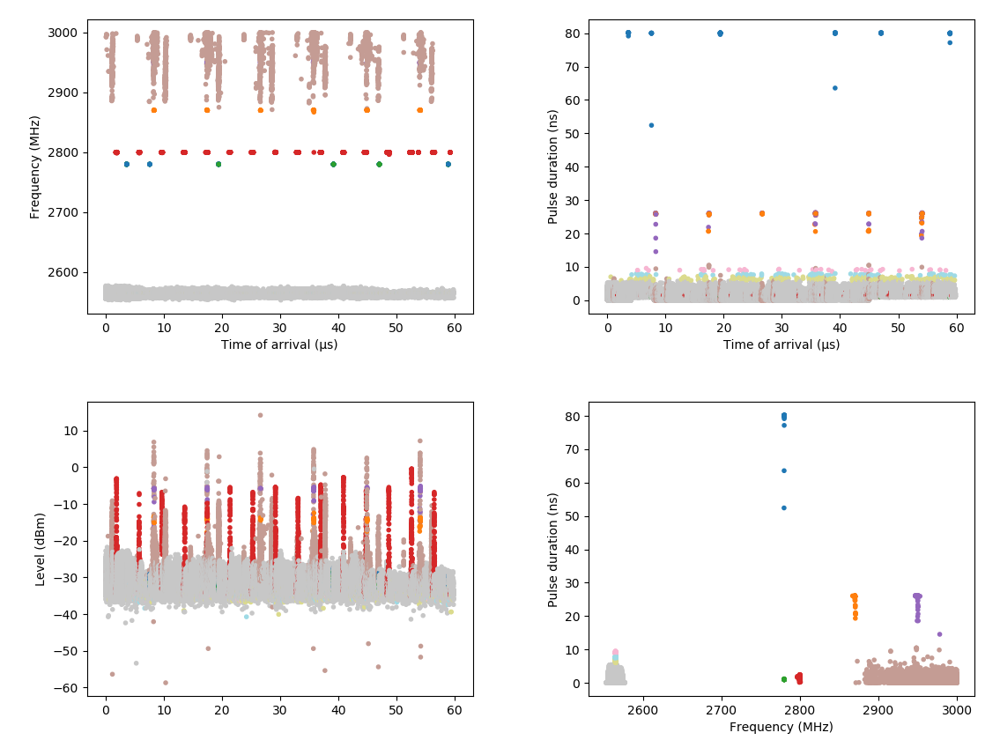 3000
2900
2800
2700
2600
Frequency (MHz)
0 10 20 30 40 50 60
Time of arrival (µs)
80
70
60
50
40
30
20
10
0
Pulse duration (ns)
0 10 20 30 40 50 60
Time of arrival (µs)
10
0
−10
−20
−30
−40
−50
−60
Level (dBm)
0 10 20 30 40 50 60
80
70
60
50
40
30
20
10
0
Pulse duration (ns)
2600 2700 2800 2900 3000
Frequency (MHz)